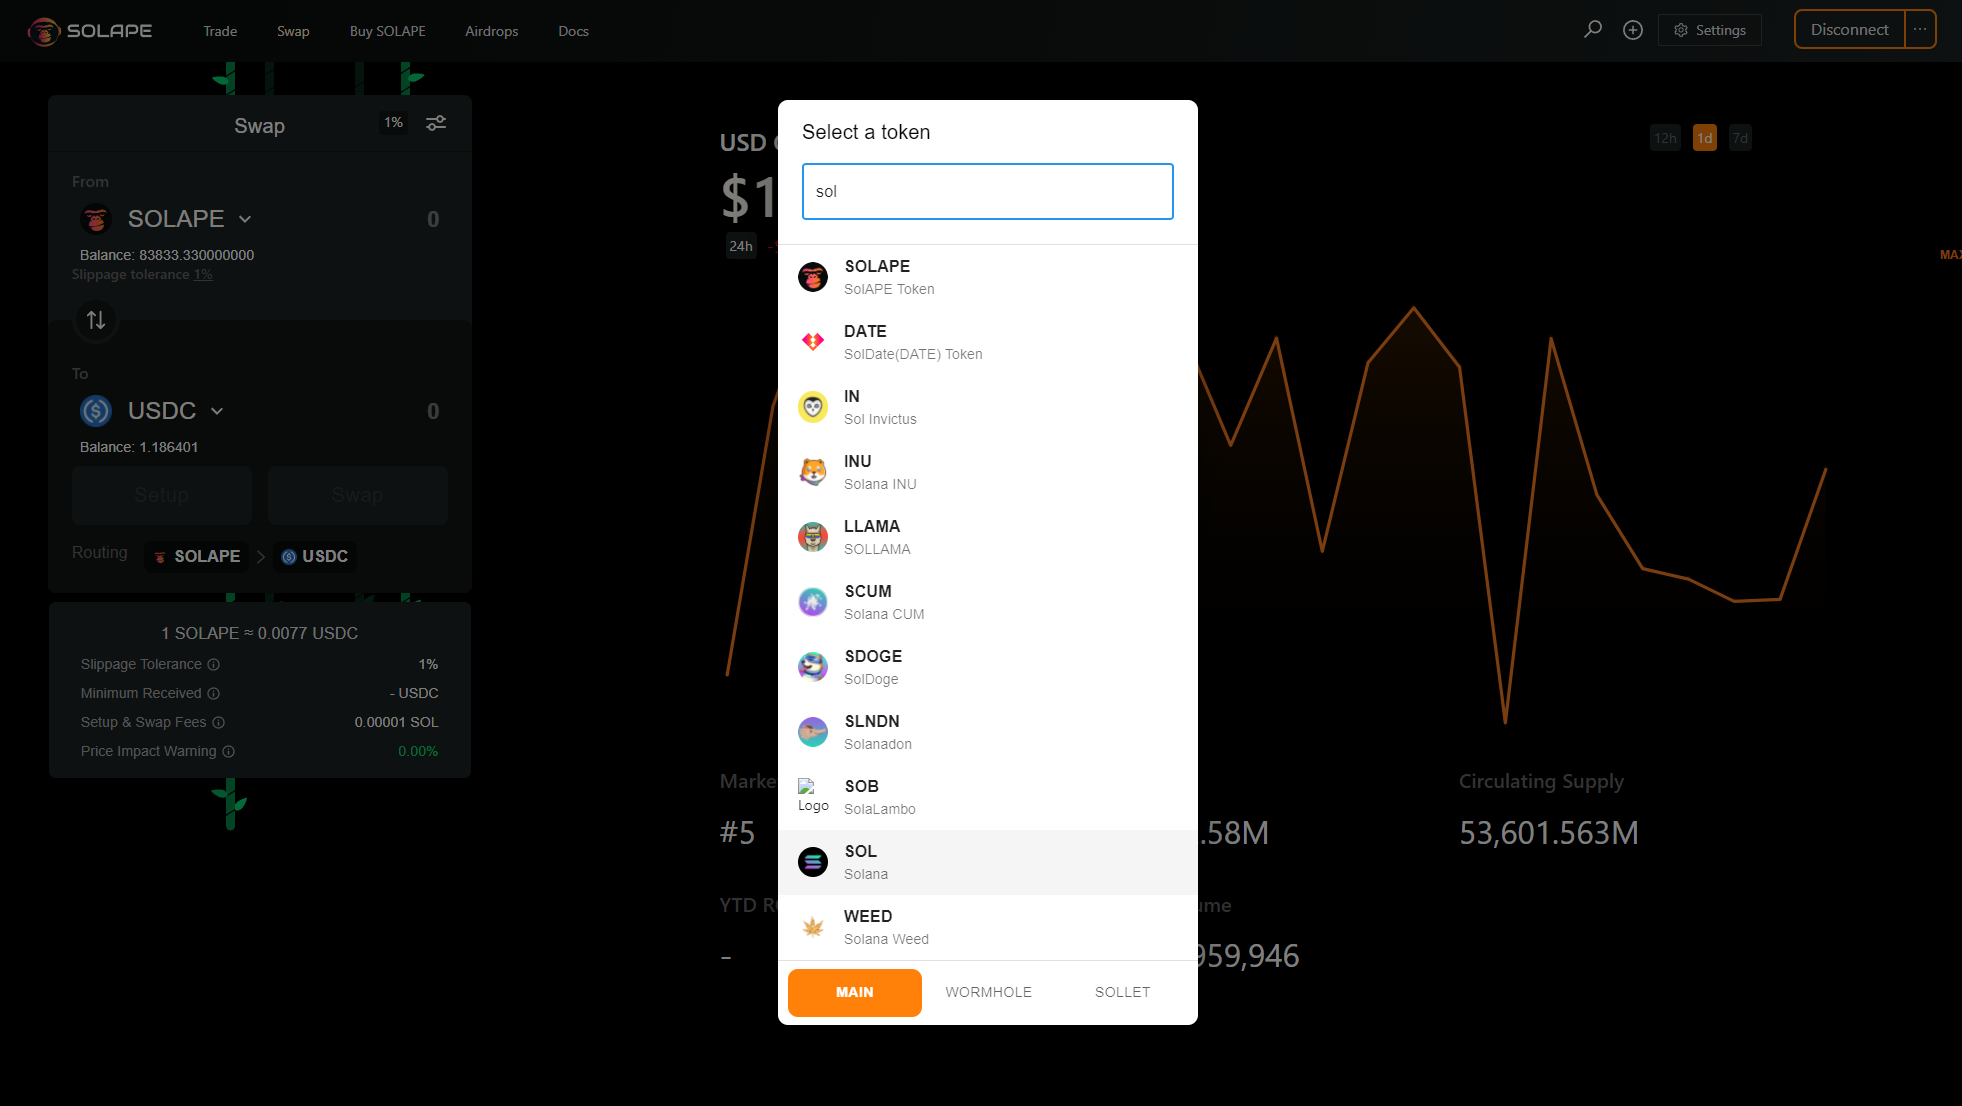 SOLAPE
Trade
Swap
Buy SOLAPE
Airdrops
Docs
Settings
Disconnect
...
Swap
1%
From
SOLAPE
0
Balance: 83833.330000000
Slippage tolerance 1%
To
USDC
0
Balance: 1.186401
Setup
Swap
Routing
SOLAPE
USDC
1 SOLAPE ≈ 0.0077 USDC
Slippage Tolerance
1%
Minimum Received
- USDC
Setup & Swap Fees
0.00001 SOL
Price Impact Warning
0.00%
USD
$1
24h
12h
1d
7d
Select a token
sol
SOLAPE
SolAPE Token
DATE
SolDate(DATE) Token
IN
Sol Invictus
INU
Solana INU
LLAMA
SOLLAMA
SCUM
Solana CUM
SDOGE
SolDoge
SLNDN
Solanadon
Logo
SOB
SolaLambo
SOL
Solana
WEED
Solana Weed
MAIN
WORMHOLE
SOLLET
Marke
#5
.58M
Circulating Supply
53,601.563M
YTD R
-
ume
959,946